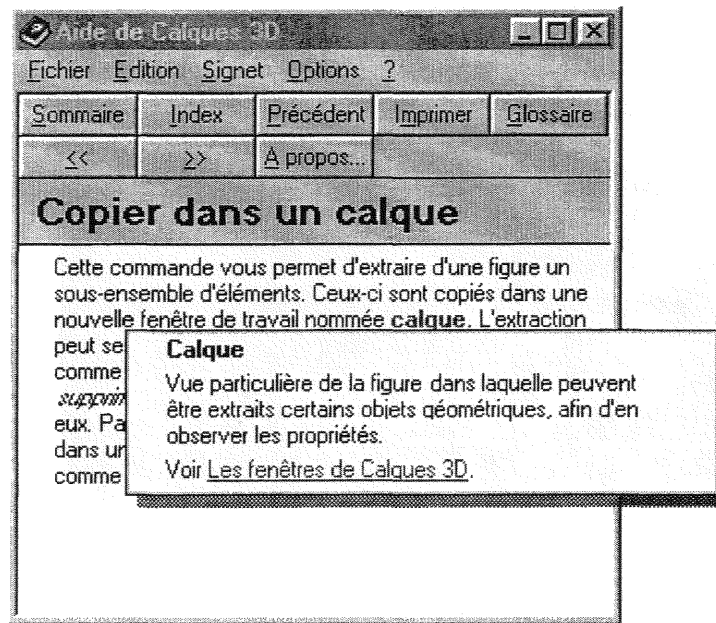 Aide de Calques 3D
Fichier Edition Signet Options ?
Sommaire Index Précédent Imprimer Glossaire
<< >> A propos...
Copier dans un calque
Cette commande vous permet d'extraire d'une figure un
sous-ensemble d'éléments. Ceux-ci sont copiés dans une
nouvelle fenêtre de travail nommée calque. L'extraction
peut se
comme
supprim
eux. Pa
dans un
comme
Calque
Vue particulière de la figure dans laquelle peuvent
être extraits certains objets géométriques, afin d'en
observer les propriétés.
Voir Les fenêtres de Calques 3D.